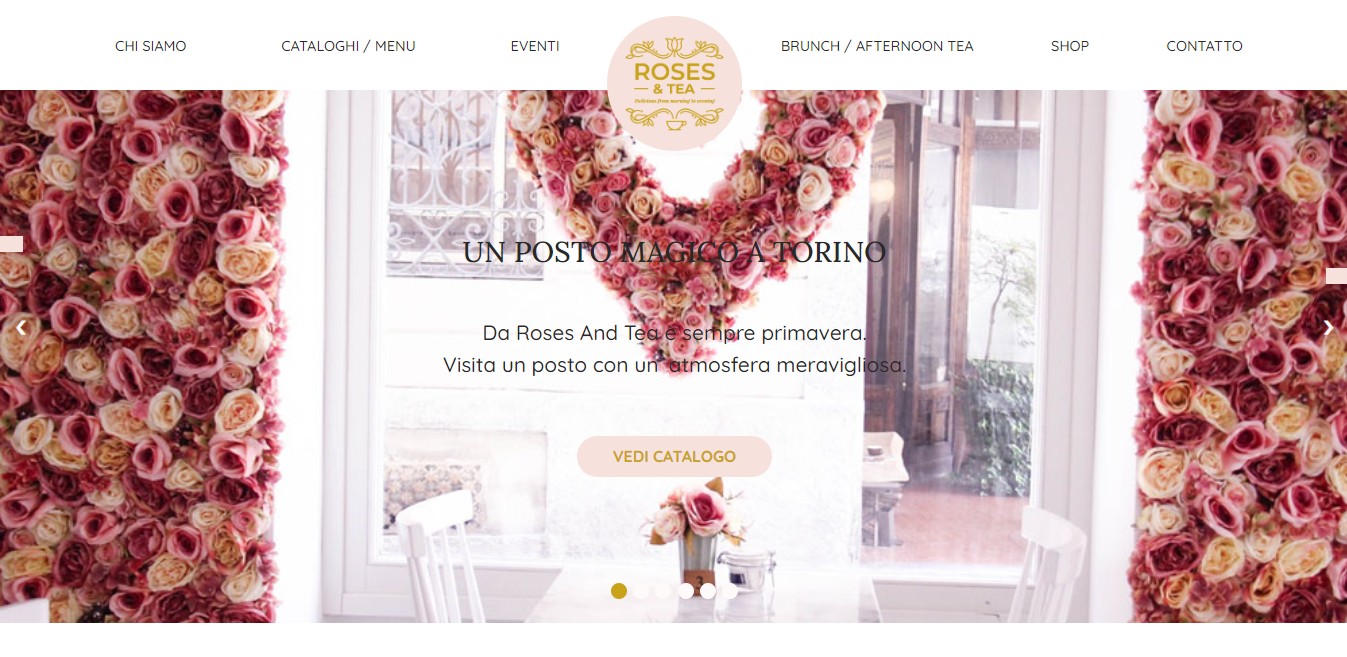 CHI SIAMO
CATALOGHI / MENU
EVENTI
ROSES
& TEA
Delicious from morning to evening!
BRUNCH / AFTERNOON TEA
SHOP
CONTATTO
UN POSTO MAGICO A TORINO
Da Roses And Tea è sempre primavera.
Visita un posto con un' atmosfera meravigliosa.
VEDI CATALOGO
3